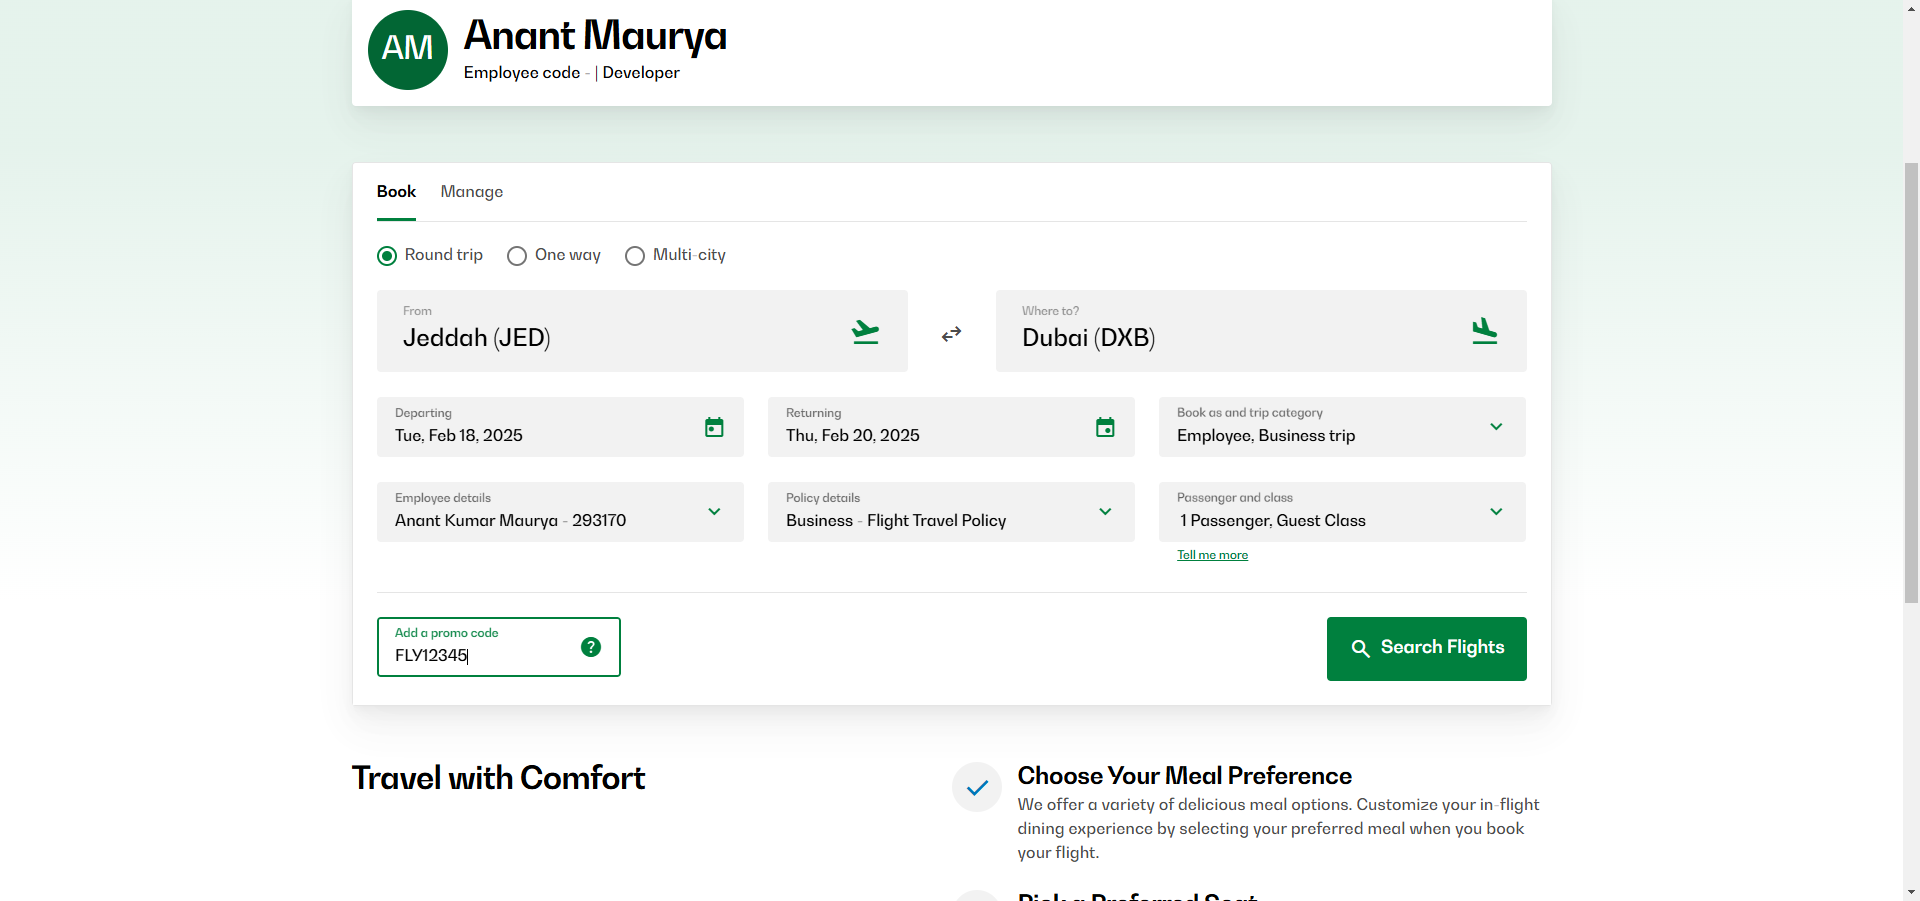 AM
Anant Maurya
Employee code - | Developer
Book
Manage
Round trip
One way
Multi-city
From
Jeddah (JED)
Where to?
Dubai (DXB)
Departing
Tue, Feb 18, 2025
Returning
Thu, Feb 20, 2025
Book as and trip category
Employee, Business trip
Employee details
Anant Kumar Maurya - 293170
Policy details
Business - Flight Travel Policy
Passenger and class
1 Passenger, Guest Class
Tell me more
Add a promo code
FLY12345
?
Search Flights
Travel with Comfort
Choose Your Meal Preference
We offer a variety of delicious meal options. Customize your in-flight
dining experience by selecting your preferred meal when you book
your flight.
Pick a Preferred Seat